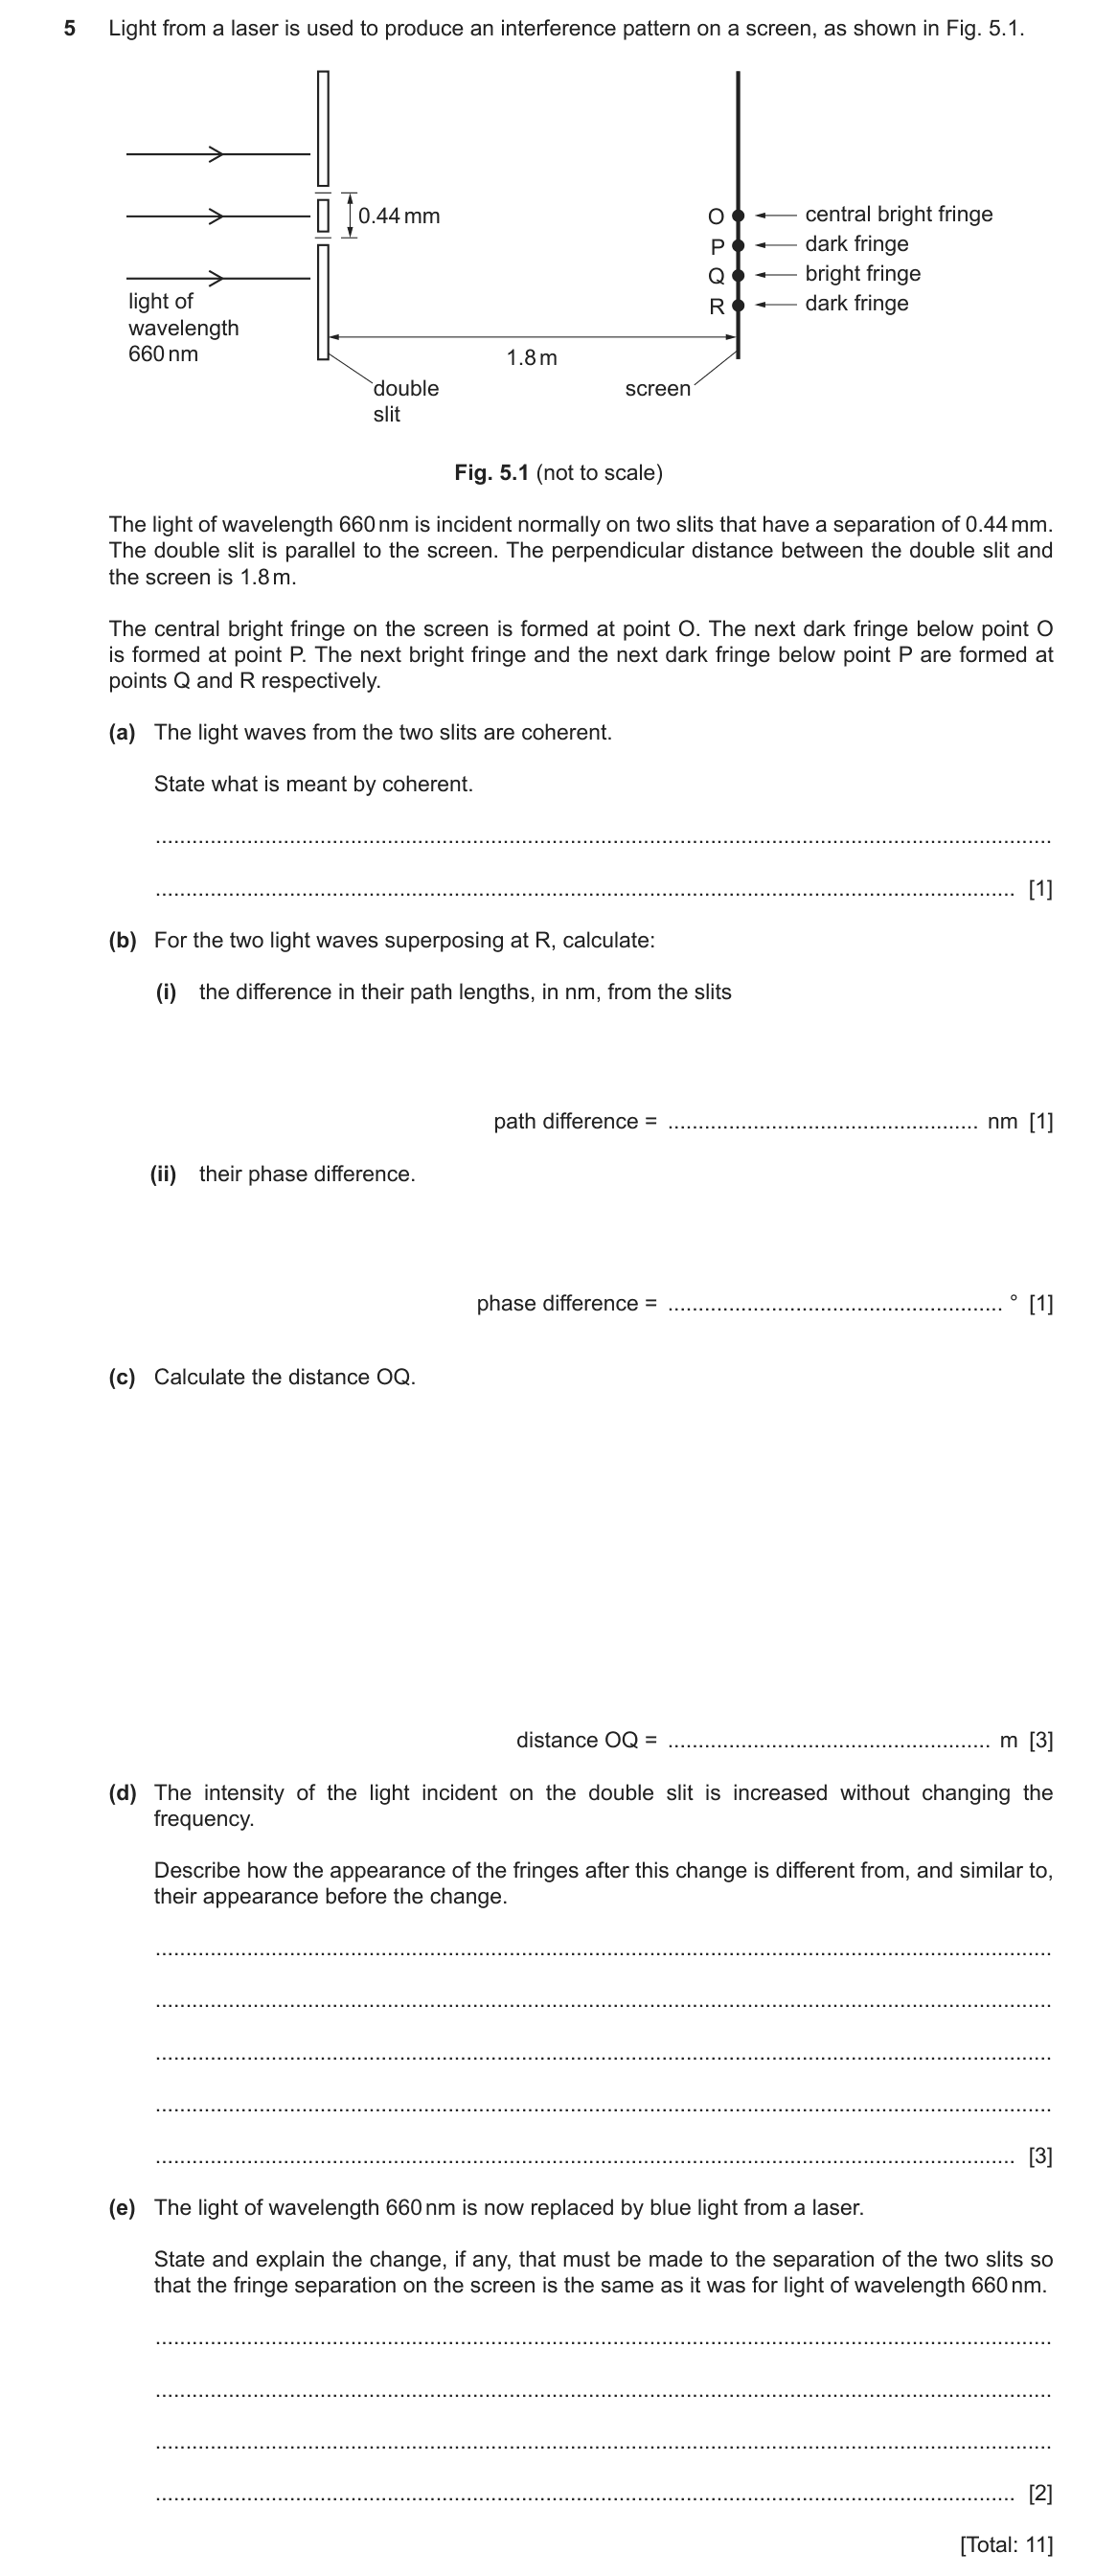 5 Light from a laser is used to produce an interference pattern on a screen, as shown in Fig. 5.1.
0.44 mm
light of
wavelength
660 nm
double
slit
1.8 m
screen
O central bright fringe
P dark fringe
Q bright fringe
R dark fringe
Fig. 5.1 (not to scale)
The light of wavelength 660 nm is incident normally on two slits that have a separation of 0.44 mm.
The double slit is parallel to the screen. The perpendicular distance between the double slit and
the screen is 1.8 m.
The central bright fringe on the screen is formed at point O. The next dark fringe below point O
is formed at point P. The next bright fringe and the next dark fringe below point P are formed at
points Q and R respectively.
(a) The light waves from the two slits are coherent.
State what is meant by coherent.
..........................................................................................
.......................................................................................... [1]
(b) For the two light waves superposing at R, calculate:
(i) the difference in their path lengths, in nm, from the slits
path difference = .................................................. nm [1]
(ii) their phase difference.
phase difference = .................................................. ° [1]
(c) Calculate the distance OQ.
distance OQ = .................................................. m [3]
(d) The intensity of the light incident on the double slit is increased without changing the
frequency.
Describe how the appearance of the fringes after this change is different from, and similar to,
their appearance before the change.
..........................................................................................
..........................................................................................
..........................................................................................
..........................................................................................
.......................................................................................... [3]
(e) The light of wavelength 660 nm is now replaced by blue light from a laser.
State and explain the change, if any, that must be made to the separation of the two slits so
that the fringe separation on the screen is the same as it was for light of wavelength 660 nm.
..........................................................................................
..........................................................................................
..........................................................................................
.......................................................................................... [2]
[Total: 11]